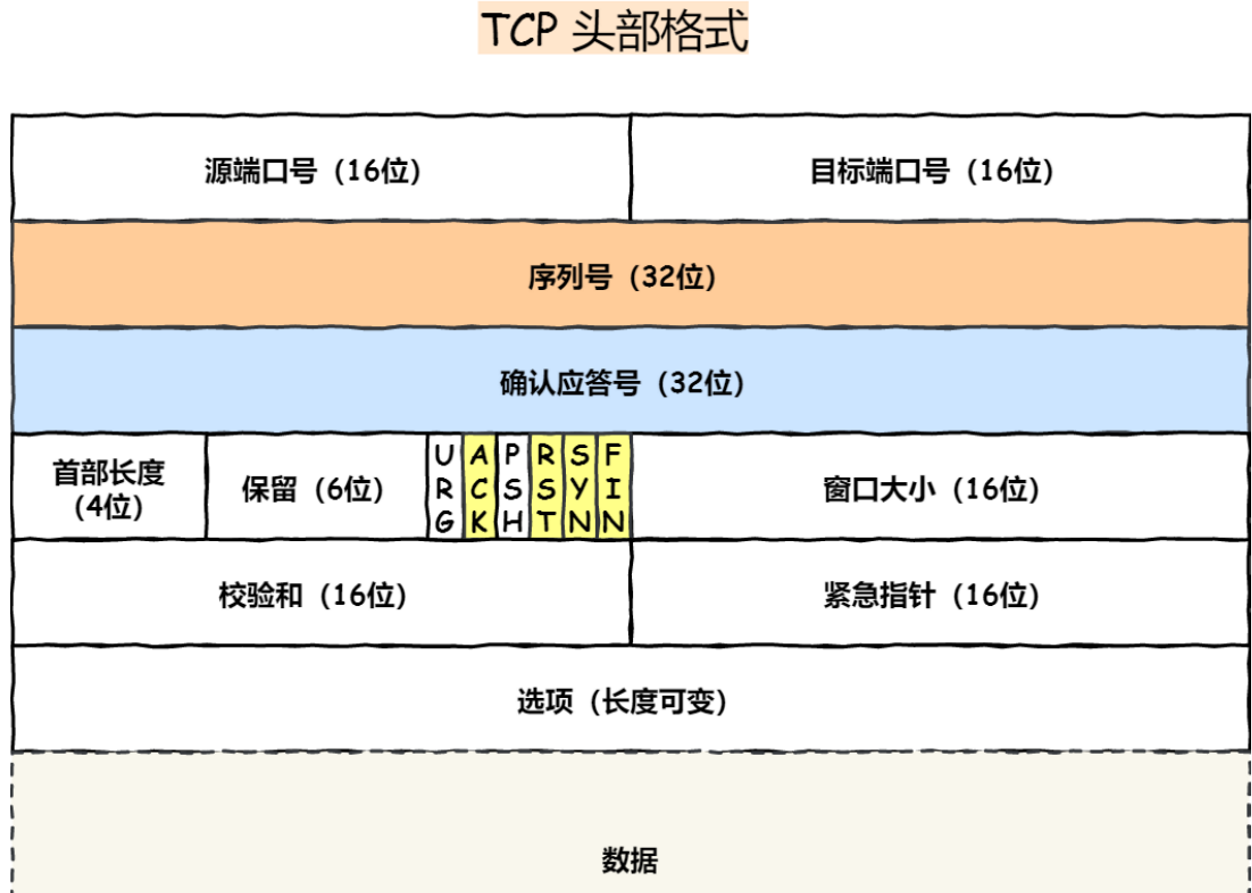 TCP 头部格式
源端口号（16位） 目标端口号（16位）
序列号（32位）
确认应答号（32位）
首部长度
（4位）
保留（6位）
URG
ACK
PSH
RST
SYN
FIN
窗口大小（16位）
校验和（16位） 紧急指针（16位）
选项（长度可变）
数据